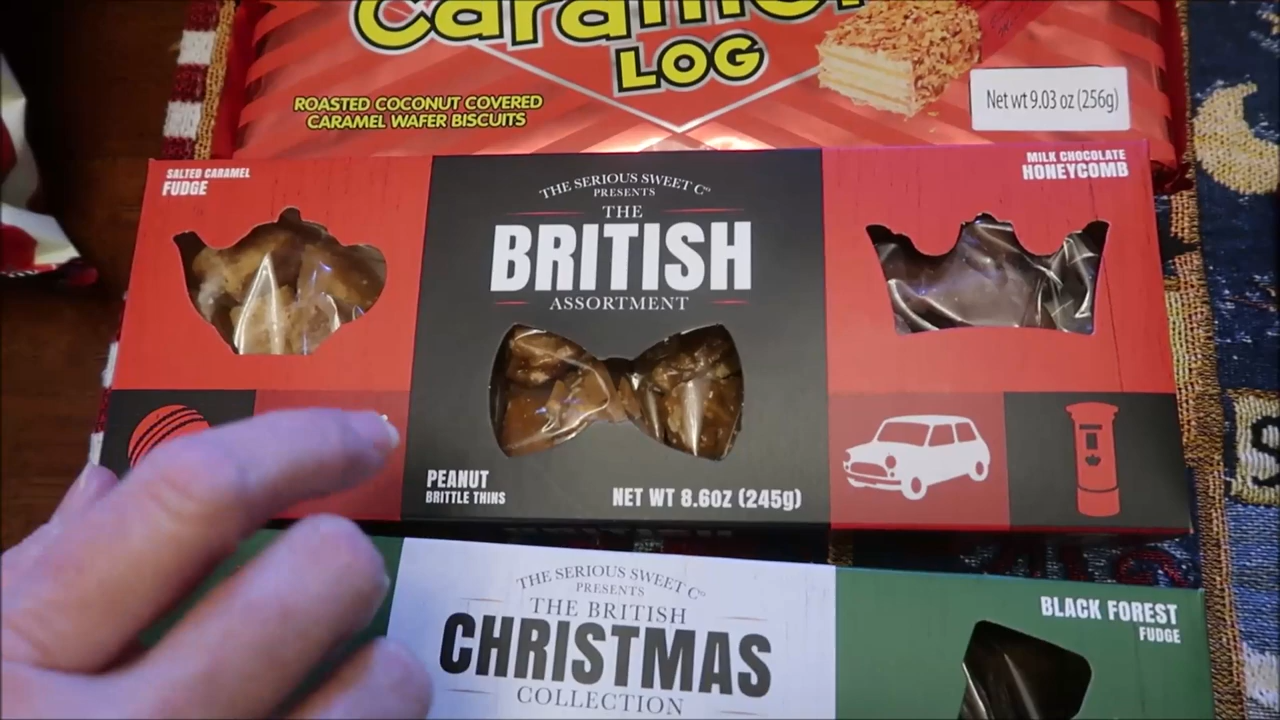 Caramel
LOG
ROASTED COCONUT COVERED
CARAMEL WAFER BISCUITS
Net wt 9.03 oz (256g)
SALTED CARAMEL
FUDGE
THE SERIOUS SWEET Cº
PRESENTS
THE
BRITISH
ASSORTMENT
MILK CHOCOLATE
HONEYCOMB
PEANUT
BRITTLE THINS
NET WT 8.6OZ (245g)
THE SERIOUS SWEET Cº
PRESENTS
THE BRITISH
CHRISTMAS
COLLECTION
BLACK FOREST
FUDGE